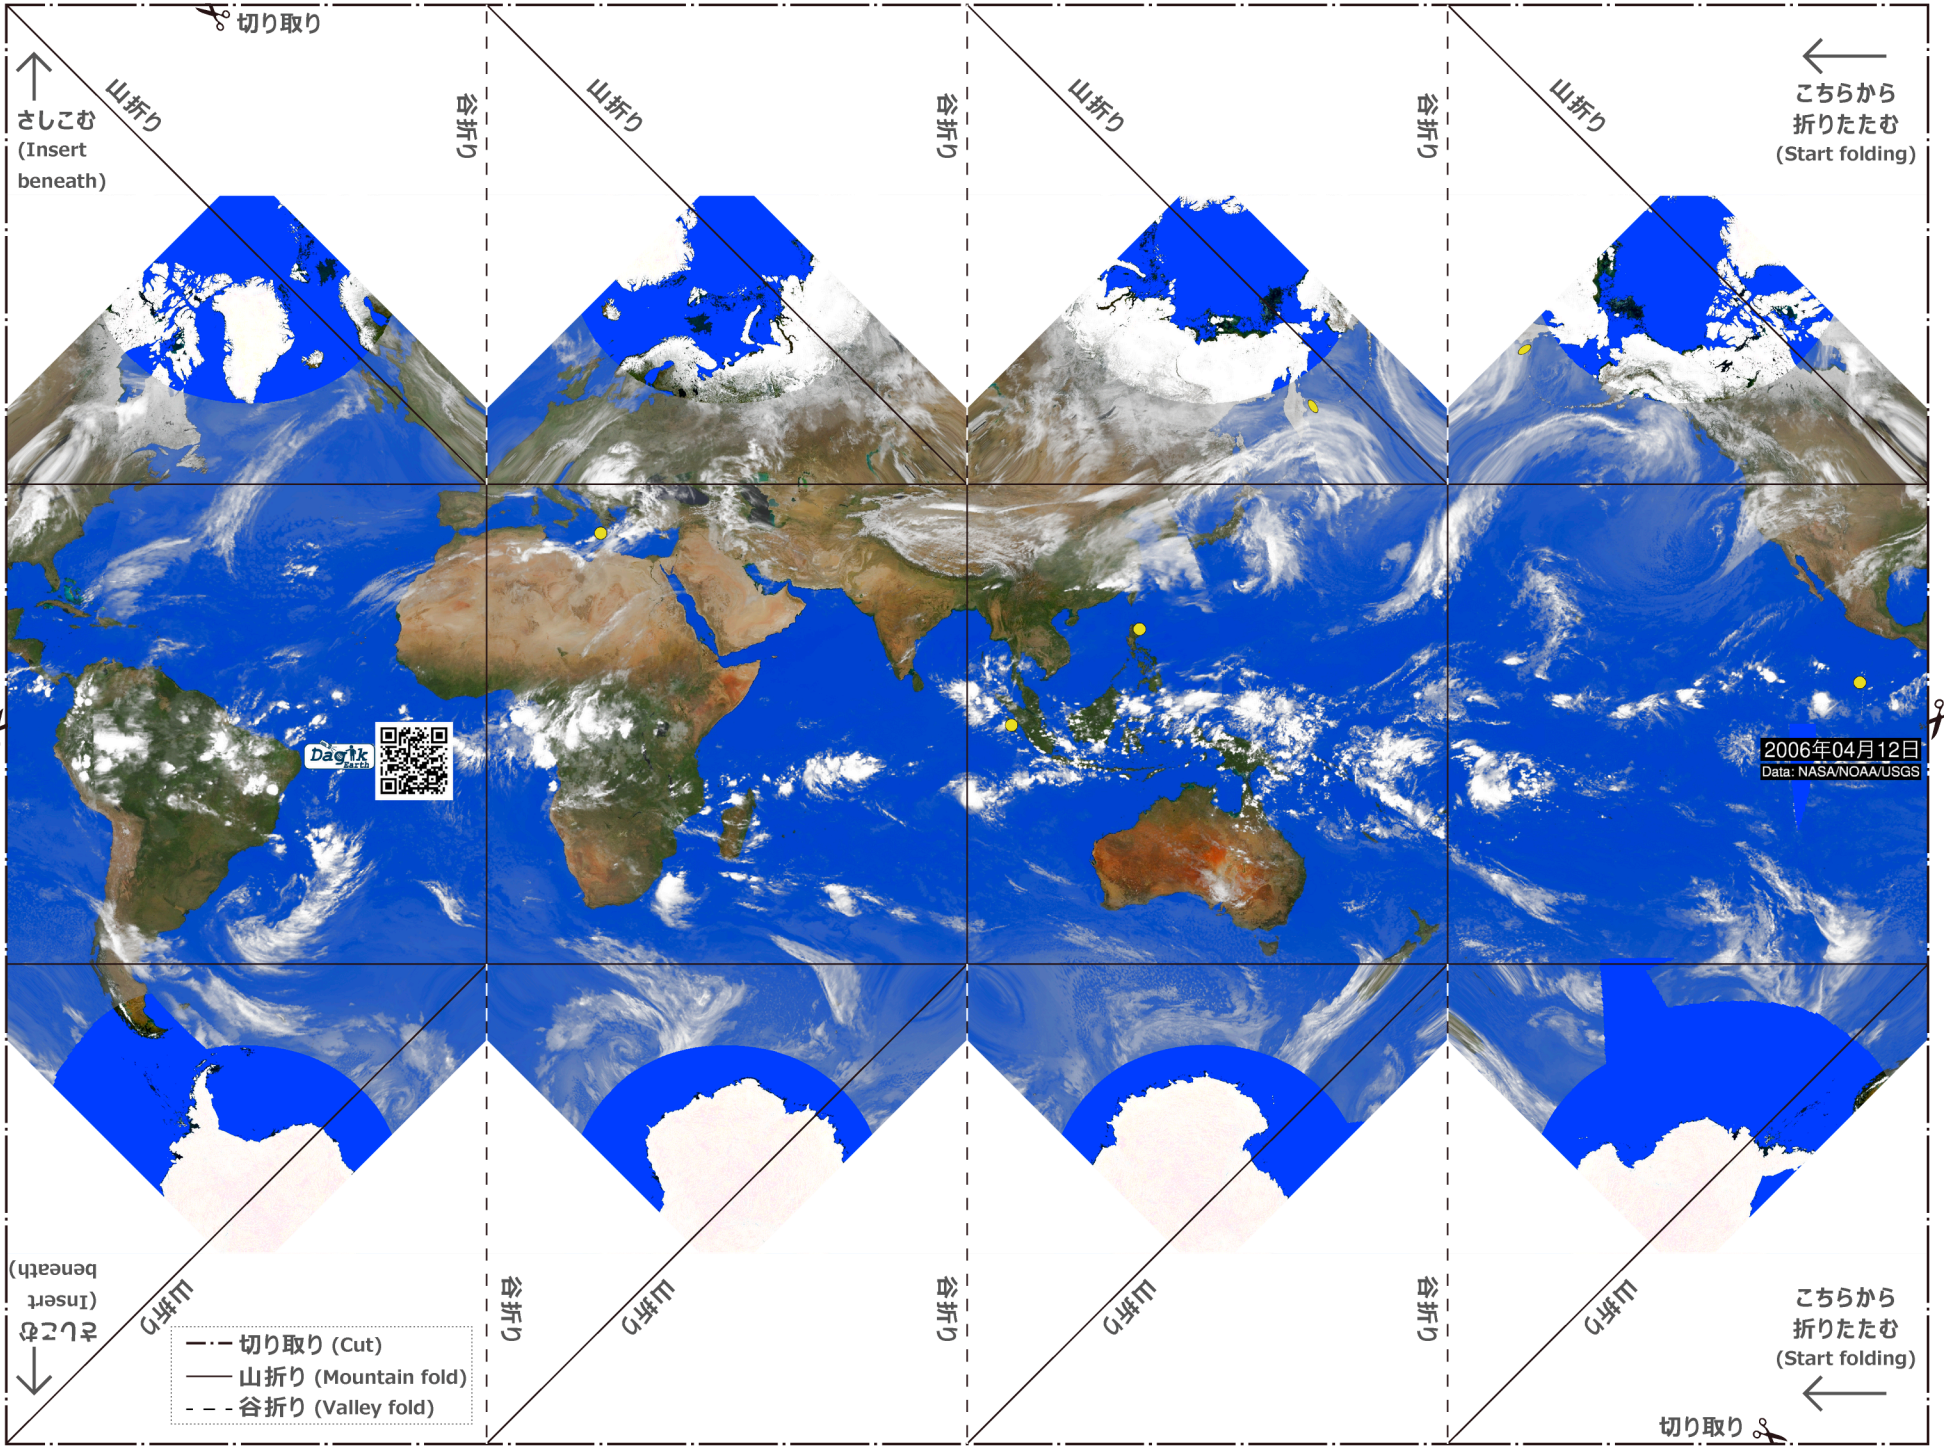 切り取り
山折り
谷折り
山折り
谷折り
山折り
谷折り
山折り
さしこむ
(Insert
beneath)
こちらから
折りたたむ
(Start folding)
Dagik
Earth
2006年04月12日
Data: NASA/NOAA/USGS
さしこむ
(Insert
beneath)
山折り
谷折り
山折り
谷折り
山折り
谷折り
山折り
切り取り (Cut)
山折り (Mountain fold)
谷折り (Valley fold)
こちらから
折りたたむ
(Start folding)
切り取り